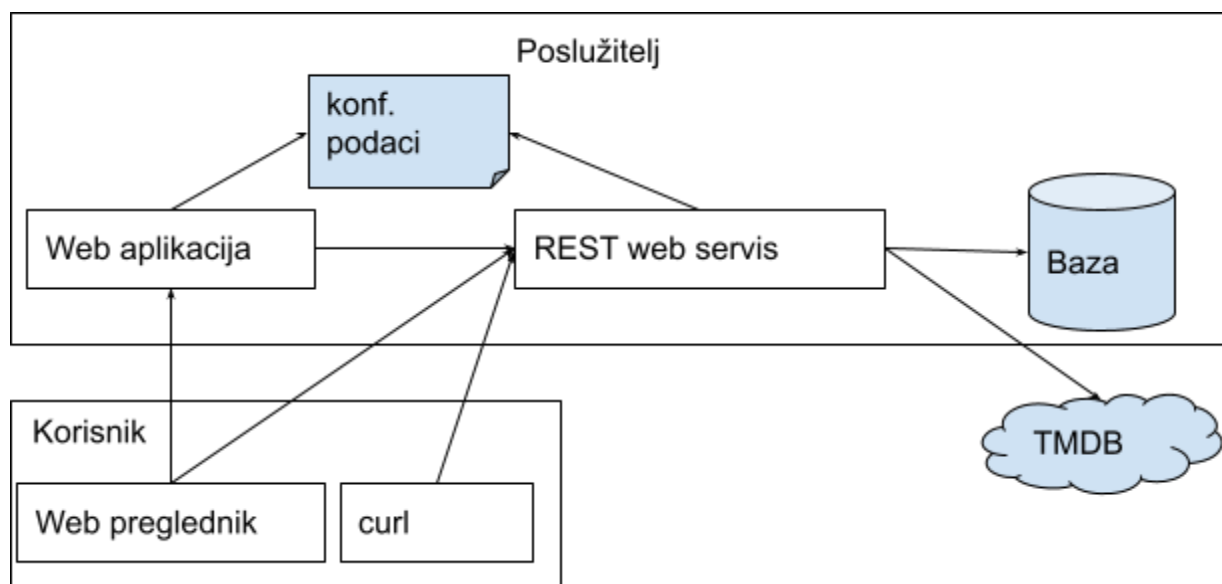 Poslužitelj
konf.
podaci
Web aplikacija
REST web servis
Baza
Korisnik
TMDB
Web preglednik
curl